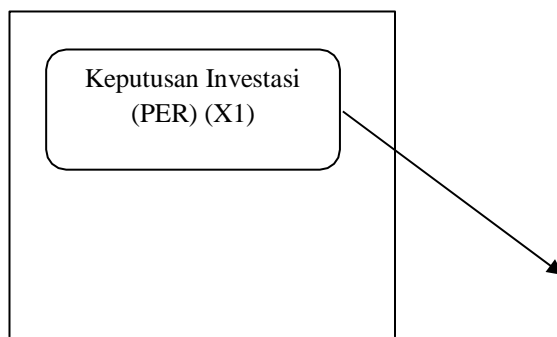 Keputusan Investasi
(PER) (X1)